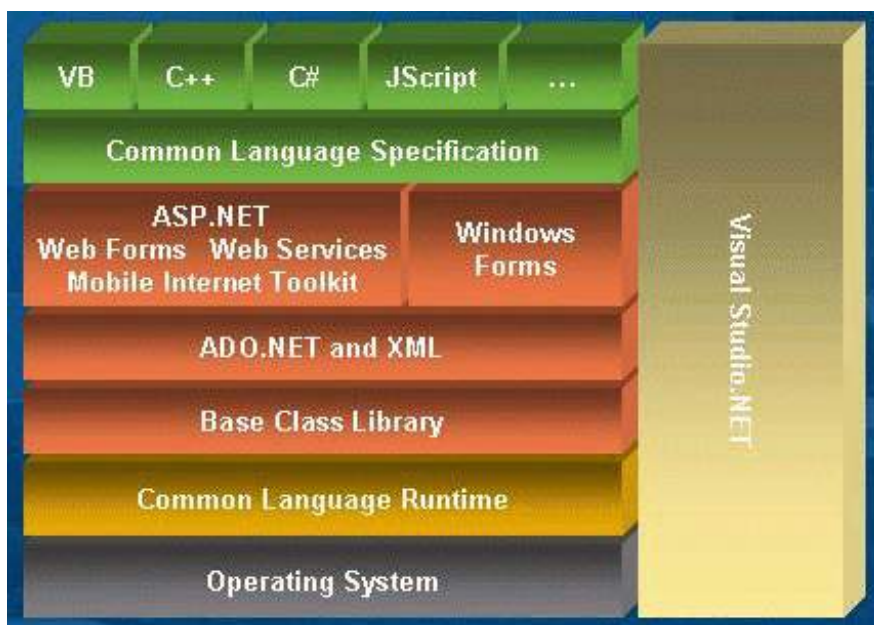 VB
C++
C#
JScript
...
Common Language Specification
ASP.NET
Web Forms Web Services
Mobile Internet Toolkit
Windows
Forms
ADO.NET and XML
Base Class Library
Common Language Runtime
Operating System
Visual Studio.NET